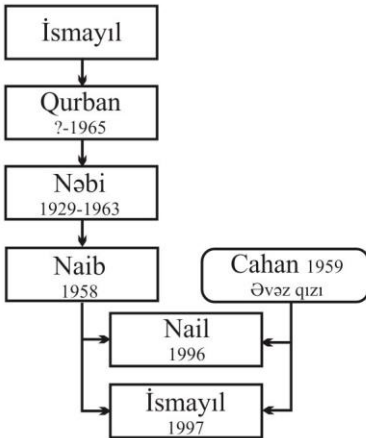 İsmayıl
Qurban
?-1965
Nəbi
1929-1963
Naib
1958
Cahan 1959
Əvəz qızı
Nail
1996
İsmayıl
1997